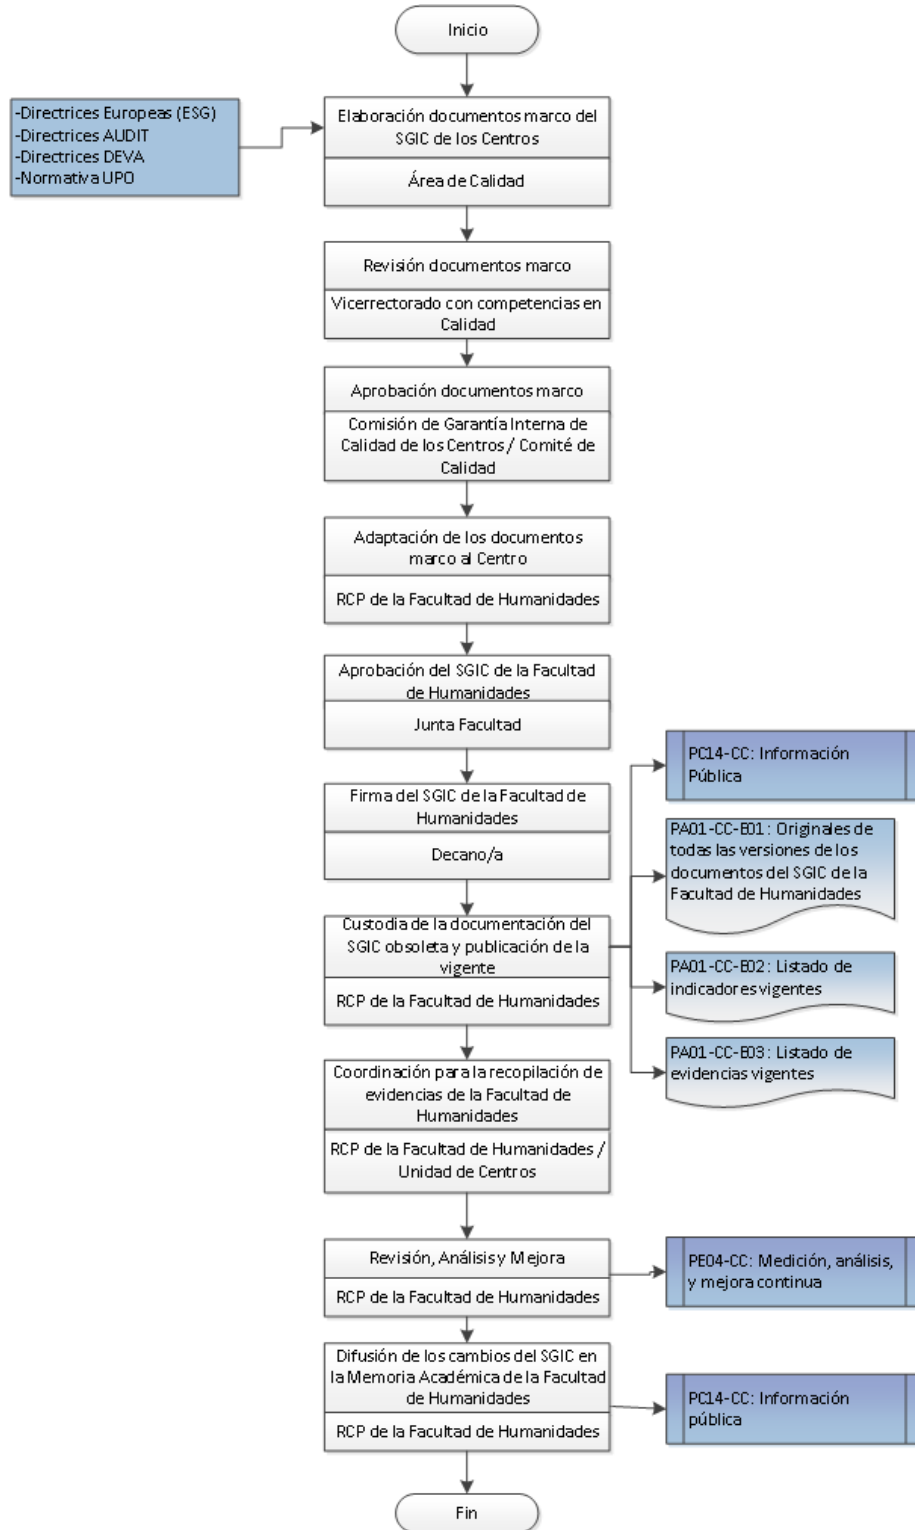 Inicio
-Directrices Europeas (ESG)
-Directrices AUDIT
-Directrices DEVA
-Normativa UPO
Elaboración documentos marco del
SGIC de los Centros
Área de Calidad
Revisión documentos marco
Vicerrectorado con competencias en
Calidad
Aprobación documentos marco
Comisión de Garantía Interna de
Calidad de los Centros / Comité de
Calidad
Adaptación de los documentos
marco al Centro
RCP de la Facultad de Humanidades
Aprobación del SGIC de la Facultad
de Humanidades
Junta Facultad
Firma del SGIC de la Facultad de
Humanidades
Decano/a
Custodia de la documentación del
SGIC obsoleta y publicación de la
vigente
RCP de la Facultad de Humanidades
PC14-CC: Información
Pública
PA01-CC-E01: Originales de
todas las versiones de los
documentos del SGIC de la
Facultad de Humanidades
PA01-CC-E02: Listado de
indicadores vigentes
PA01-CC-E03: Listado de
evidencias vigentes
Coordinación para la recopilación de
evidencias de la Facultad de
Humanidades
RCP de la Facultad de Humanidades /
Unidad de Centros
Revisión, Análisis y Mejora
RCP de la Facultad de Humanidades
PE04-CC: Medición, análisis,
y mejora continua
Difusión de los cambios del SGIC en
la Memoria Académica de la Facultad
de Humanidades
RCP de la Facultad de Humanidades
PC14-CC: Información
pública
Fin